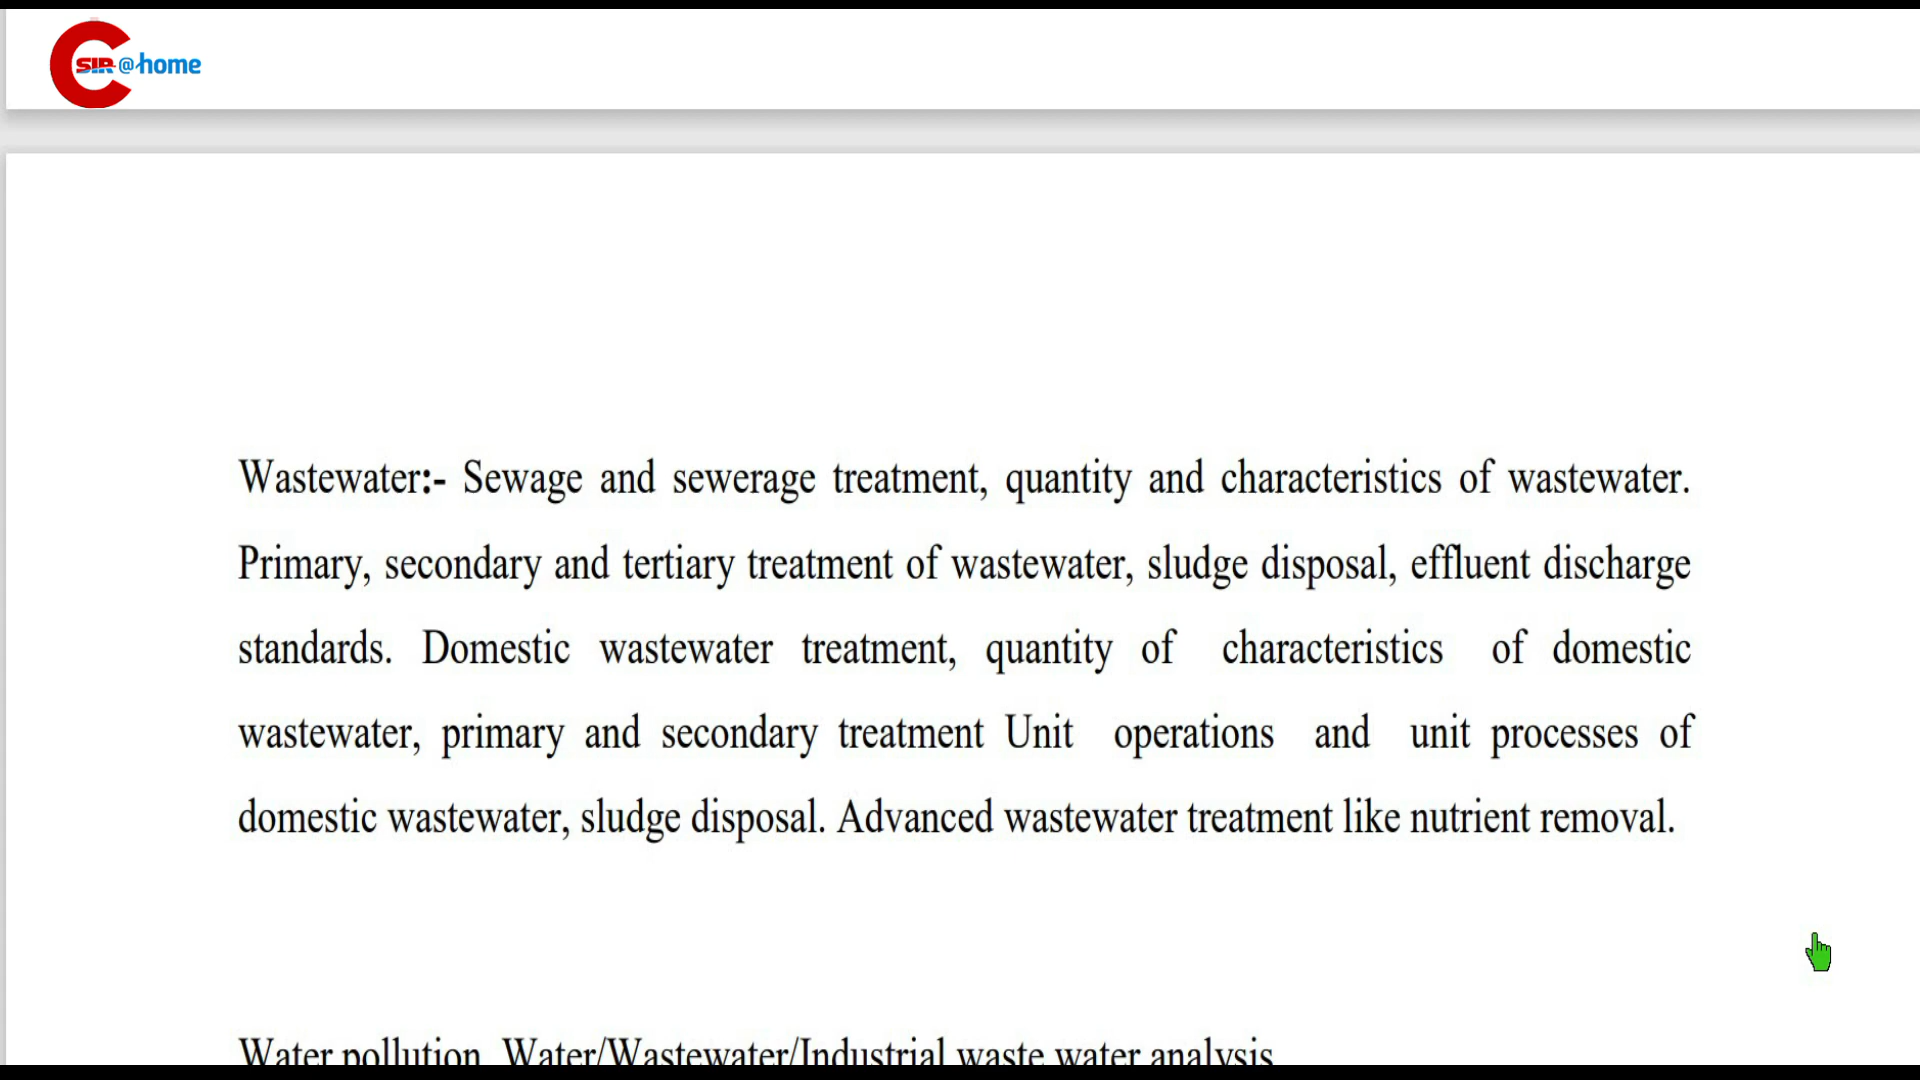 CSIR@home
Wastewater:- Sewage and sewerage treatment, quantity and characteristics of wastewater.
Primary, secondary and tertiary treatment of wastewater, sludge disposal, effluent discharge
standards. Domestic wastewater treatment, quantity of characteristics of domestic
wastewater, primary and secondary treatment Unit operations and unit processes of
domestic wastewater, sludge disposal. Advanced wastewater treatment like nutrient removal.
Water pollution, Water/Wastewater/Industrial waste water analysis